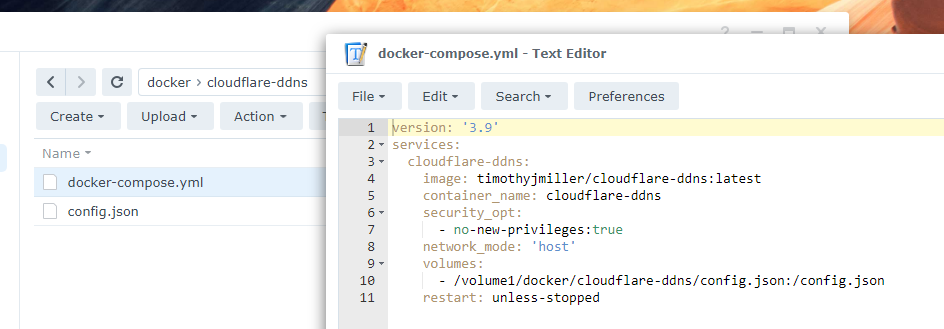 docker-compose.yml - Text Editor
docker › cloudflare-ddns
File Edit Search Preferences
Create Upload Action
Name
docker-compose.yml
config.json
1 version: '3.9'
2 services:
3   cloudflare-ddns:
4     image: timothyjmiller/cloudflare-ddns:latest
5     container_name: cloudflare-ddns
6     security_opt:
7       - no-new-privileges:true
8     network_mode: 'host'
9     volumes:
10       - /volume1/docker/cloudflare-ddns/config.json:/config.json
11     restart: unless-stopped